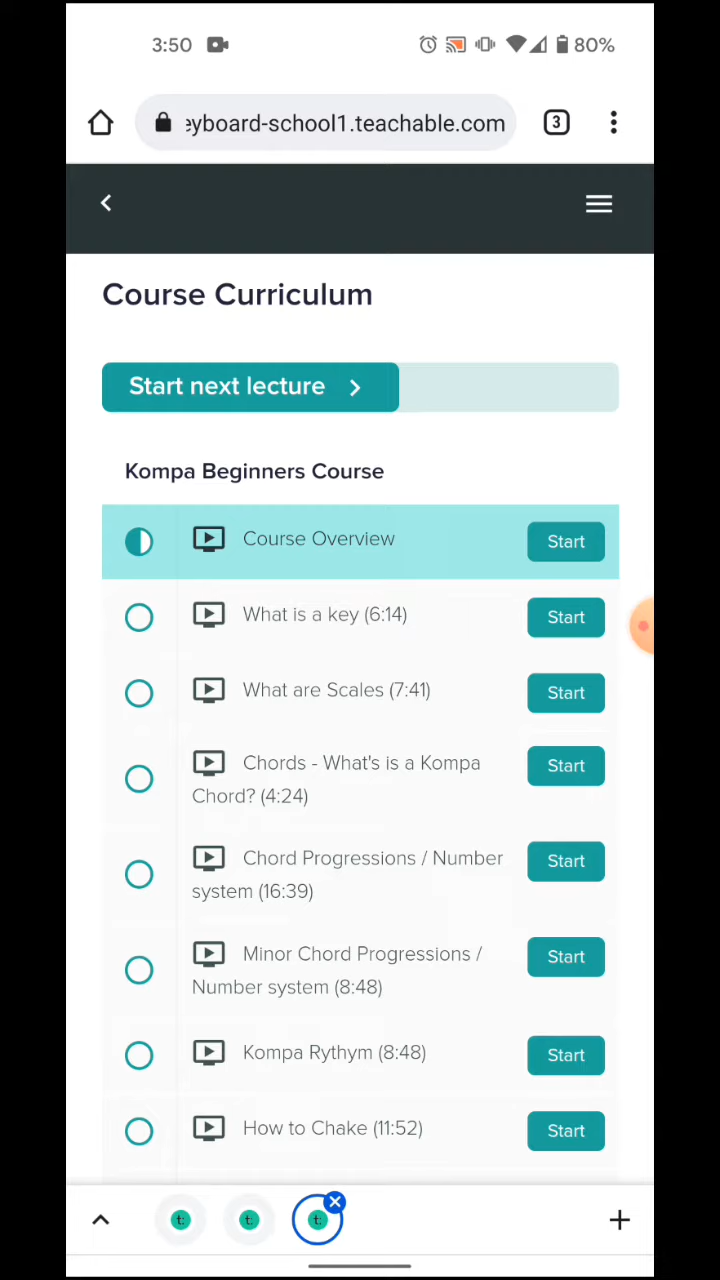 3:50
80%
eyboard-school1.teachable.com
3
Course Curriculum
Start next lecture
Kompa Beginners Course
Course Overview
Start
What is a key (6:14)
Start
What are Scales (7:41)
Start
Chords - What's is a Kompa
Chord? (4:24)
Start
Chord Progressions / Number
system (16:39)
Start
Minor Chord Progressions /
Number system (8:48)
Start
Kompa Rythym (8:48)
Start
How to Chake (11:52)
Start
t:
t:
t: